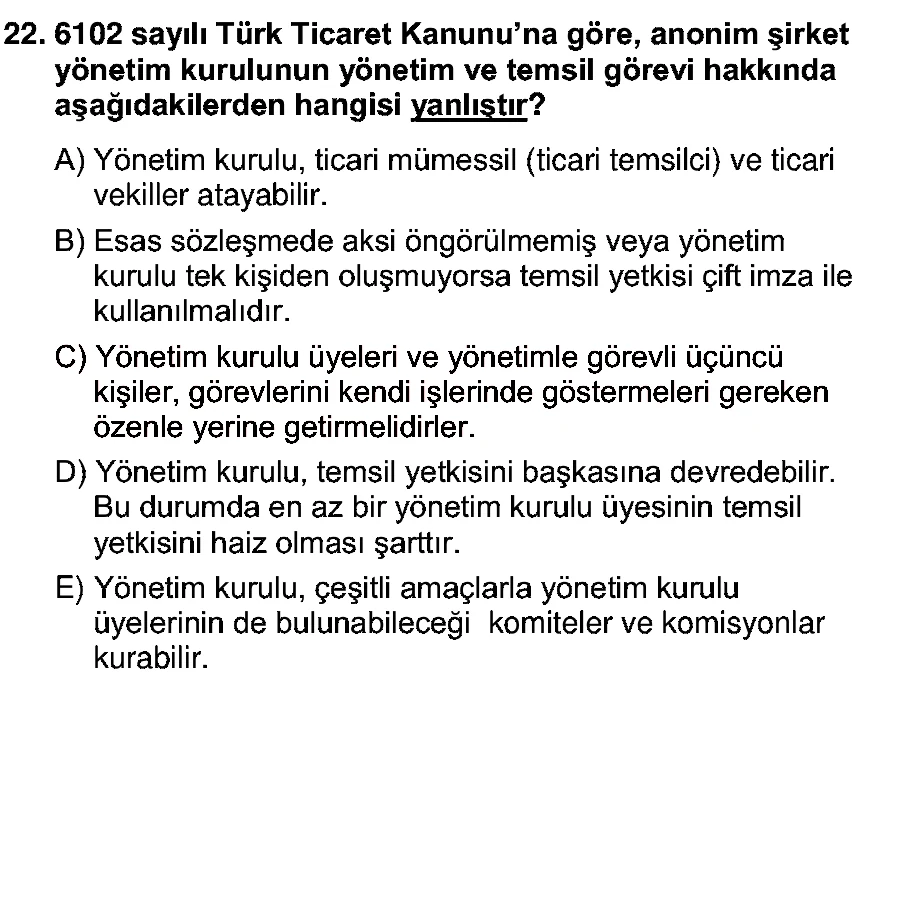 22. 6102 sayılı Türk Ticaret Kanunu’na göre, anonim şirket
yönetim kurulunun yönetim ve temsil görevi hakkında
aşağıdakilerden hangisi yanlıştır?
A) Yönetim kurulu, ticari mümessil (ticari temsilci) ve ticari
vekiller atayabilir.
B) Esas sözleşmede aksi öngörülmemiş veya yönetim
kurulu tek kişiden oluşmuyorsa temsil yetkisi çift imza ile
kullanılmalıdır.
C) Yönetim kurulu üyeleri ve yönetimle görevli üçüncü
kişiler, görevlerini kendi işlerinde göstermeleri gereken
özenle yerine getirmelidirler.
D) Yönetim kurulu, temsil yetkisini başkasına devredebilir.
Bu durumda en az bir yönetim kurulu üyesinin temsil
yetkisini haiz olması şarttır.
E) Yönetim kurulu, çeşitli amaçlarla yönetim kurulu
üyelerinin de bulunabileceği  komiteler ve komisyonlar
kurabilir.